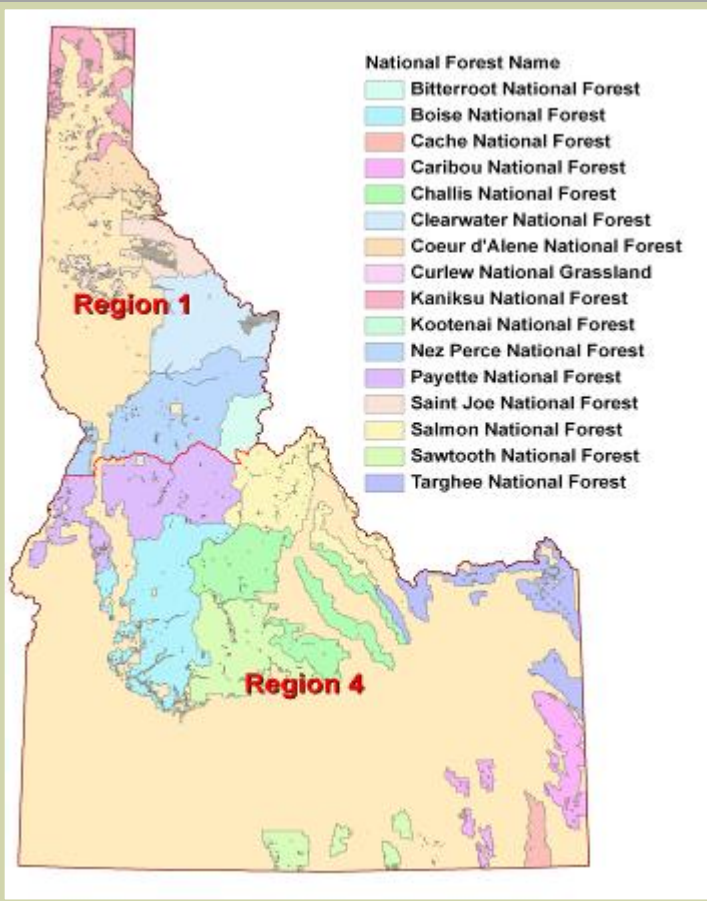 National Forest Name
Bitterroot National Forest
Boise National Forest
Cache National Forest
Caribou National Forest
Challis National Forest
Clearwater National Forest
Coeur d'Alene National Forest
Curlew National Grassland
Kaniksu National Forest
Kootenai National Forest
Nez Perce National Forest
Payette National Forest
Saint Joe National Forest
Salmon National Forest
Sawtooth National Forest
Targhee National Forest
Region 1
Region 4